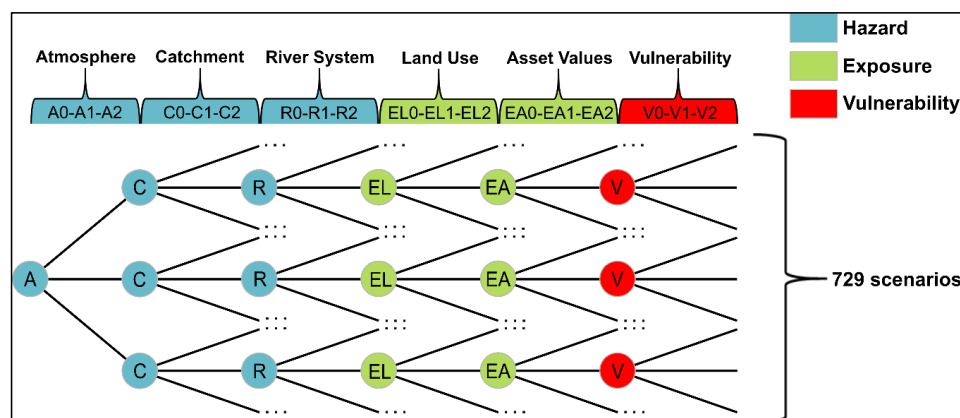 Hazard
Exposure
Vulnerability
Atmosphere Catchment River System Land Use Asset Values Vulnerability
A0-A1-A2 C0-C1-C2 R0-R1-R2 EL0-EL1-EL2 EA0-EA1-EA2 V0-V1-V2
C R EL EA V
A C R EL EA V
C R EL EA V
729 scenarios